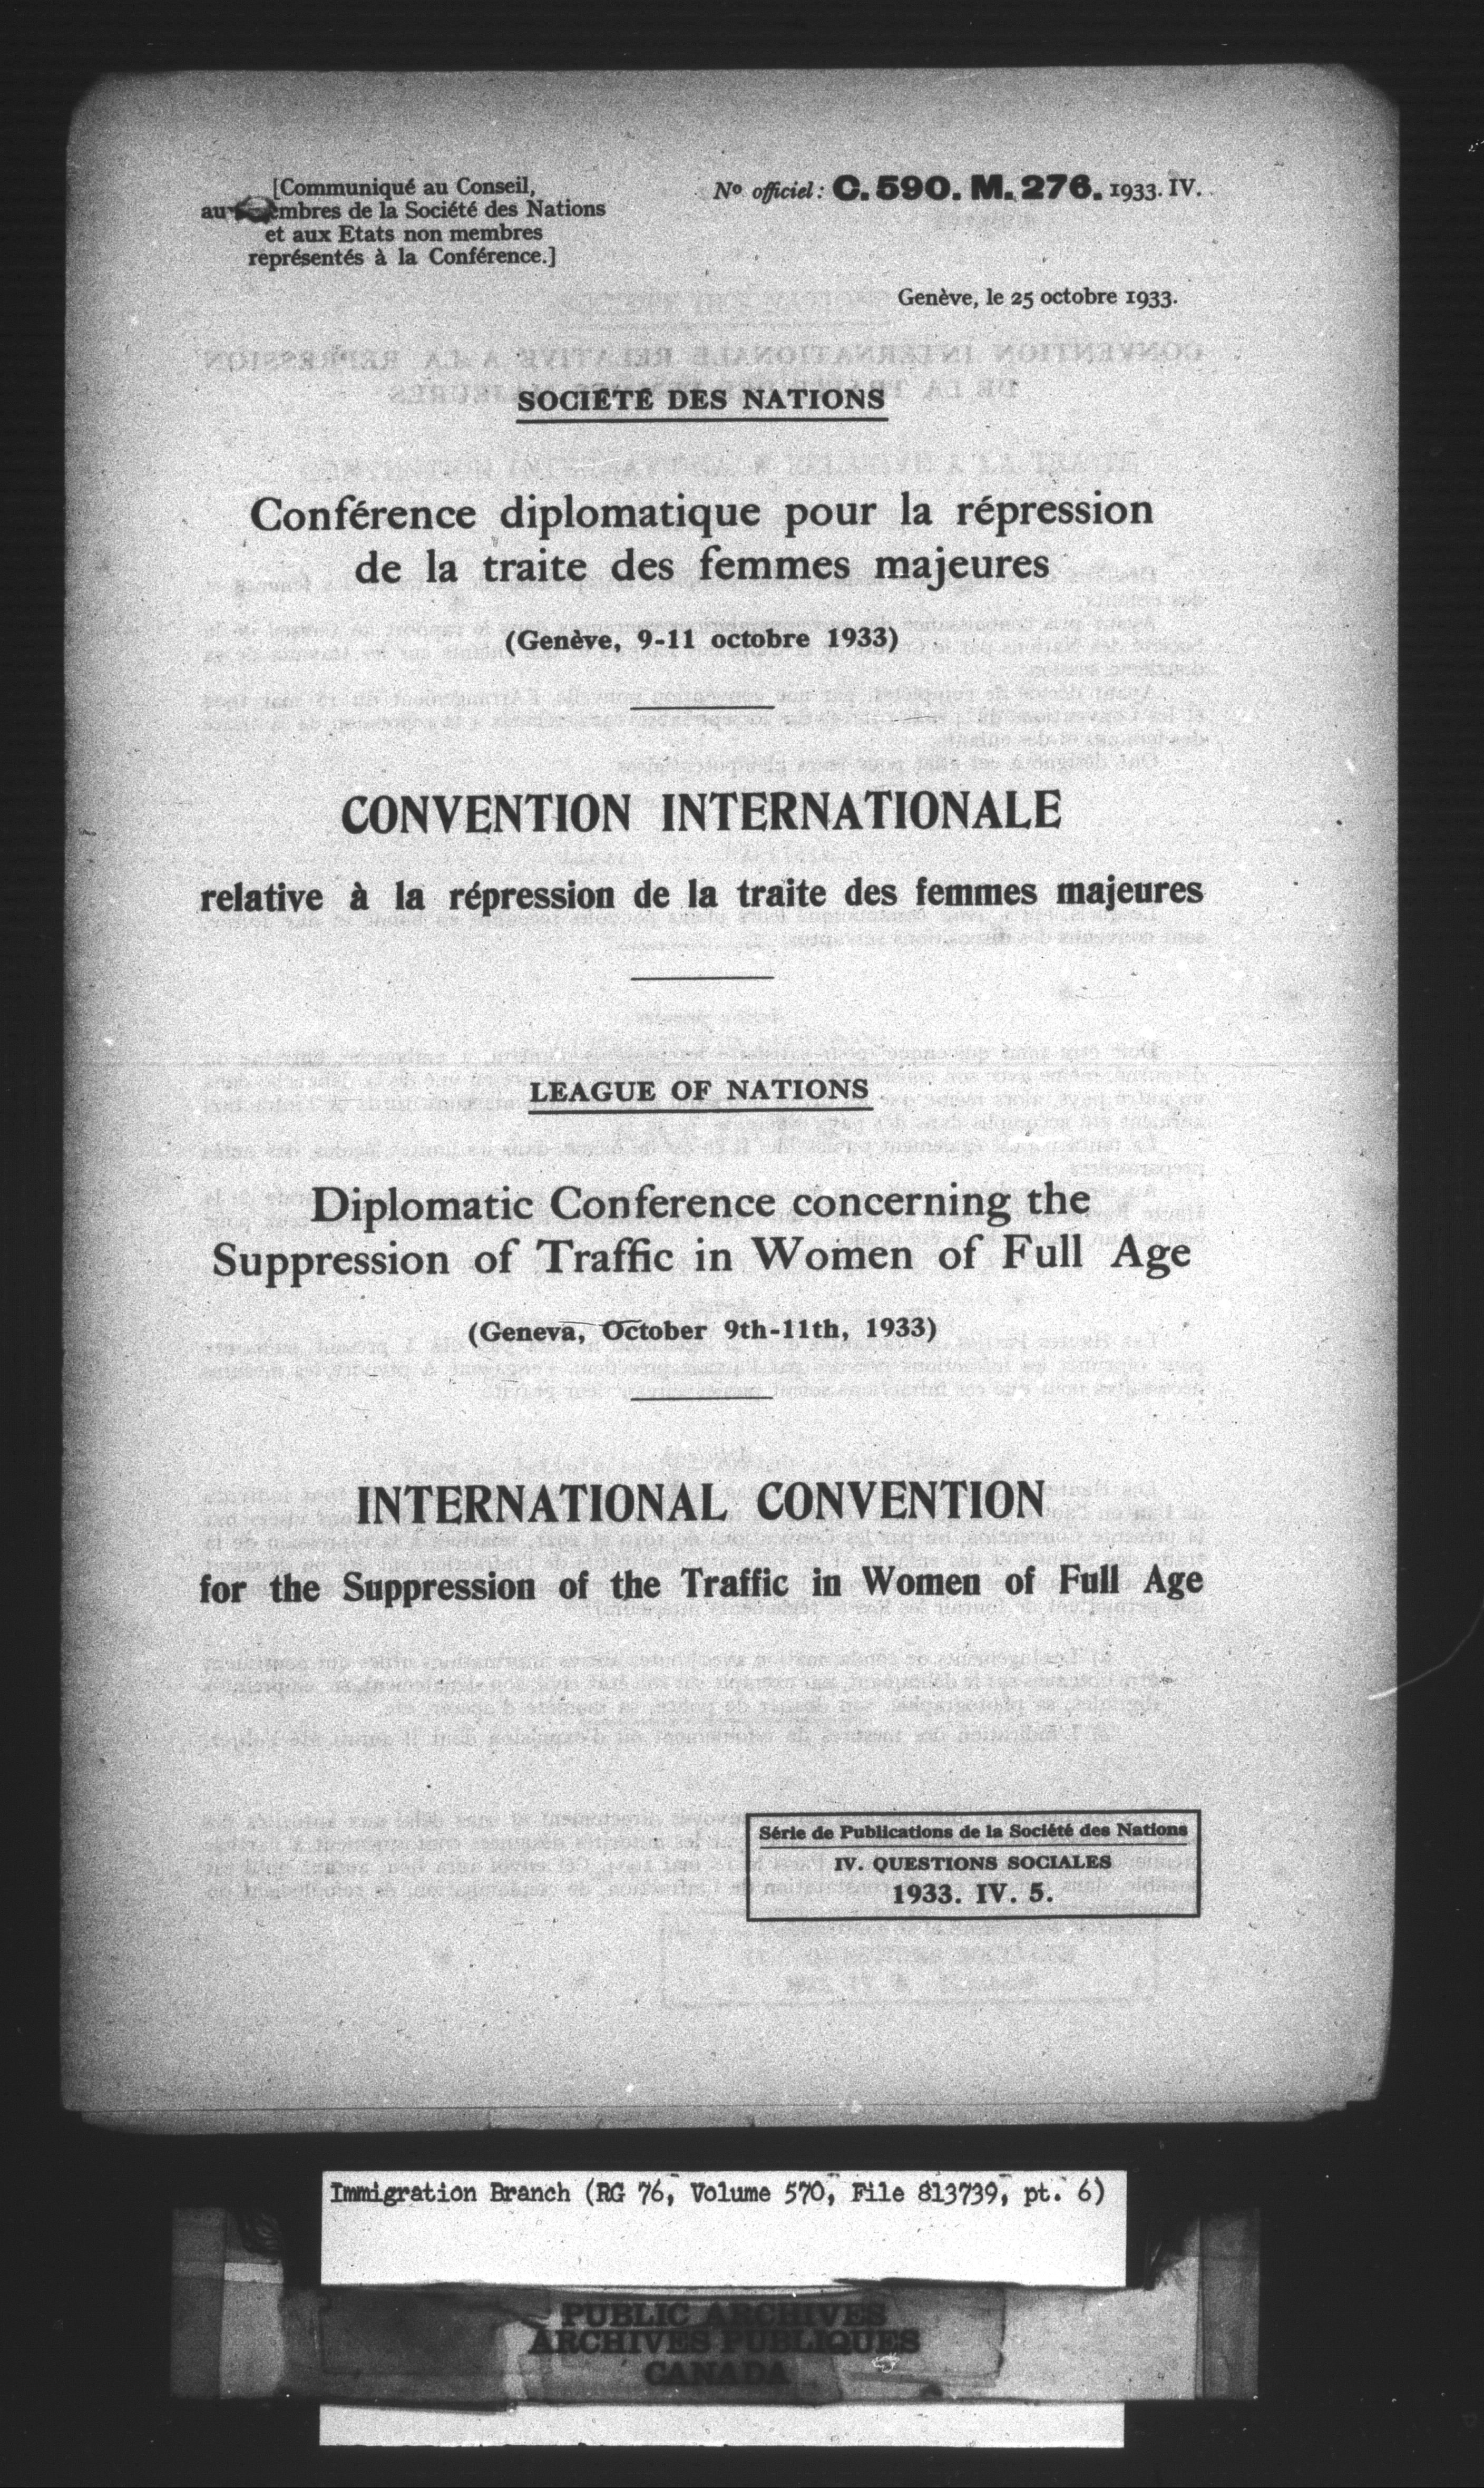 [Communiqué au Conseil,
aux Membres de la Société des Nations
et aux Etats non membres
représentés à la Conférence.]
No officiel: C. 590. M. 276. 1933. IV.
Genève, le 25 octobre 1933.
SOCIÉTÉ DES NATIONS
Conférence diplomatique pour la répression
de la traite des femmes majeures
(Genève, 9-11 octobre 1933)
CONVENTION INTERNATIONALE
relative à la répression de la traite des femmes majeures
LEAGUE OF NATIONS
Diplomatic Conference concerning the
Suppression of Traffic in Women of Full Age
(Geneva, October 9th-11th, 1933)
INTERNATIONAL CONVENTION
for the Suppression of the Traffic in Women of Full Age
Série de Publications de la Société des Nations
IV. QUESTIONS SOCIALES
1933. IV. 5.
Immigration Branch (RG 76, Volume 570, File 813739, pt. 6)
PUBLIC ARCHIVES
ARCHIVES PUBLIQUES
CANADA